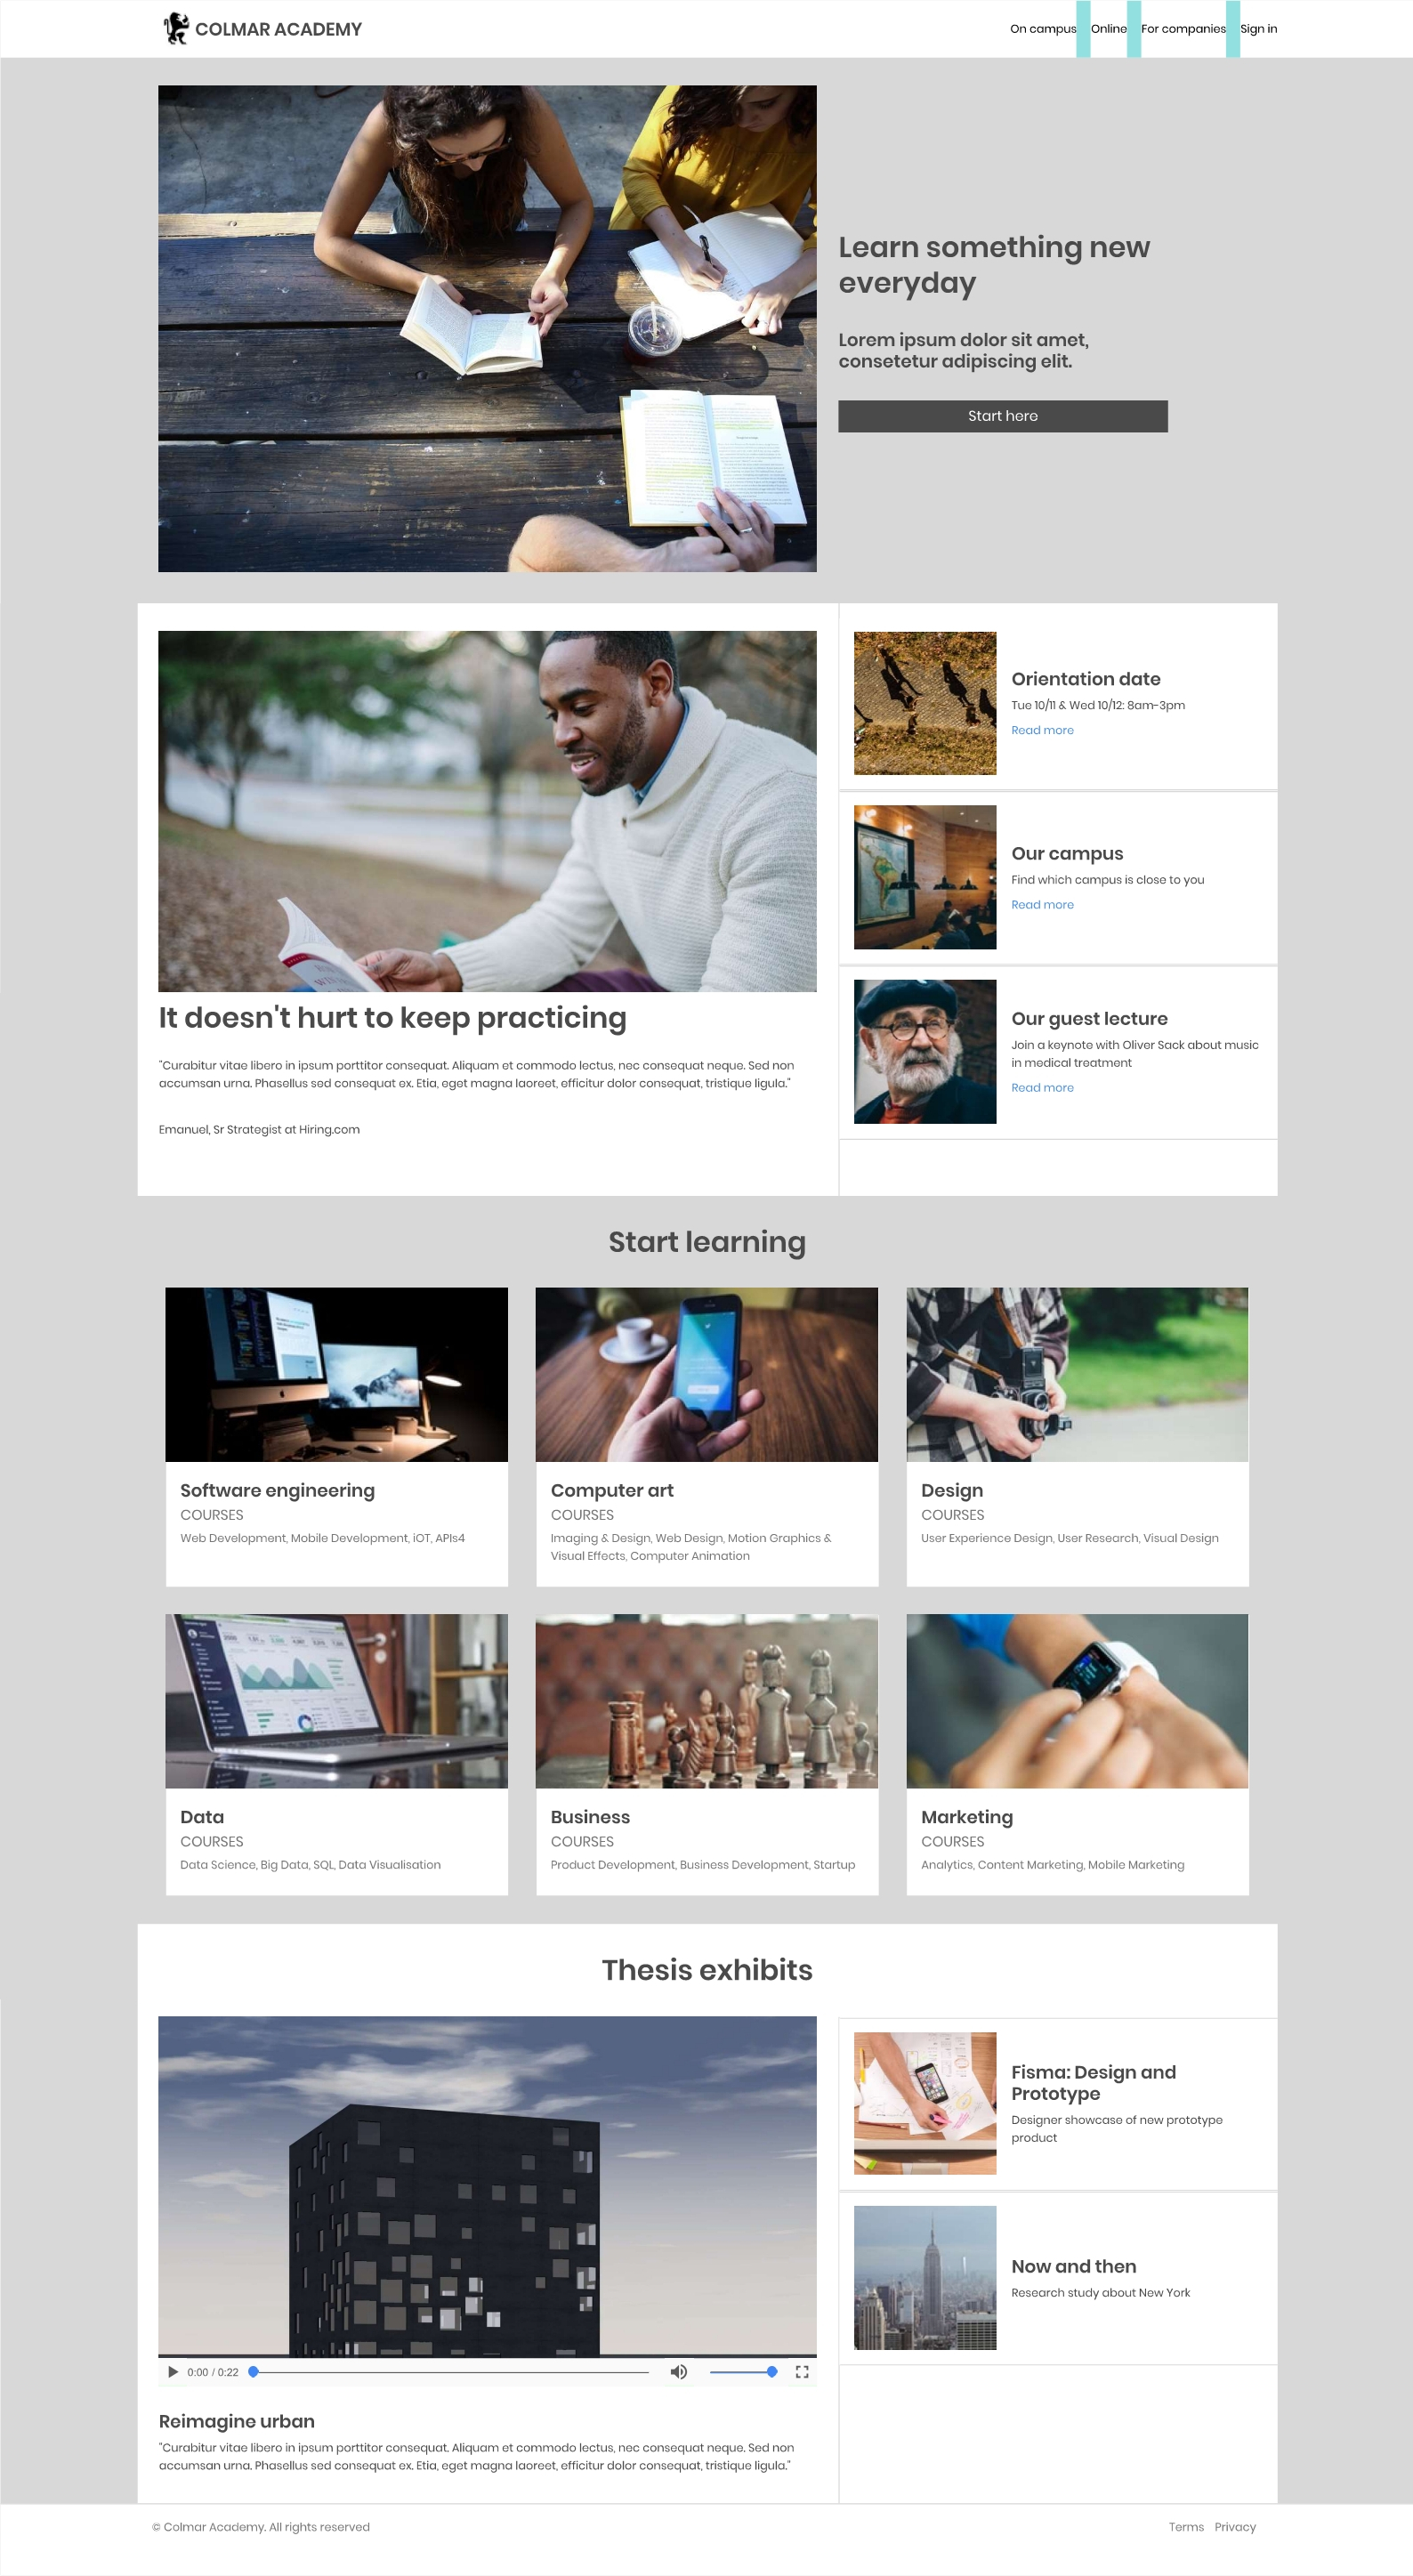 COLMAR ACADEMY
On campus
Online
For companies
Sign in
Learn something new
everyday
Lorem ipsum dolor sit amet,
consetetur adipiscing elit.
Start here
Orientation date
Tue 10/11 & Wed 10/12: 8am-3pm
Read more
Our campus
Find which campus is close to you
Read more
Our guest lecture
Join a keynote with Oliver Sack about music
in medical treatment
Read more
It doesn't hurt to keep practicing
"Curabitur vitae libero in ipsum porttitor consequat. Aliquam et commodo lectus, nec consequat neque. Sed non
accumsan urna. Phasellus sed consequat ex. Etia, eget magna laoreet, efficitur dolor consequat, tristique ligula."
Emanuel, Sr Strategist at Hiring.com
Start learning
Software engineering
COURSES
Web Development, Mobile Development, iOT, APIs4
Computer art
COURSES
Imaging & Design, Web Design, Motion Graphics &
Visual Effects, Computer Animation
Design
COURSES
User Experience Design, User Research, Visual Design
Data
COURSES
Data Science, Big Data, SQL, Data Visualisation
Business
COURSES
Product Development, Business Development, Startup
Marketing
COURSES
Analytics, Content Marketing, Mobile Marketing
Thesis exhibits
0:00 / 0:22
Reimagine urban
"Curabitur vitae libero in ipsum porttitor consequat. Aliquam et commodo lectus, nec consequat neque. Sed non
accumsan urna. Phasellus sed consequat ex. Etia, eget magna laoreet, efficitur dolor consequat, tristique ligula."
Fisma: Design and
Prototype
Designer showcase of new prototype
product
Now and then
Research study about New York
© Colmar Academy. All rights reserved
Terms
Privacy